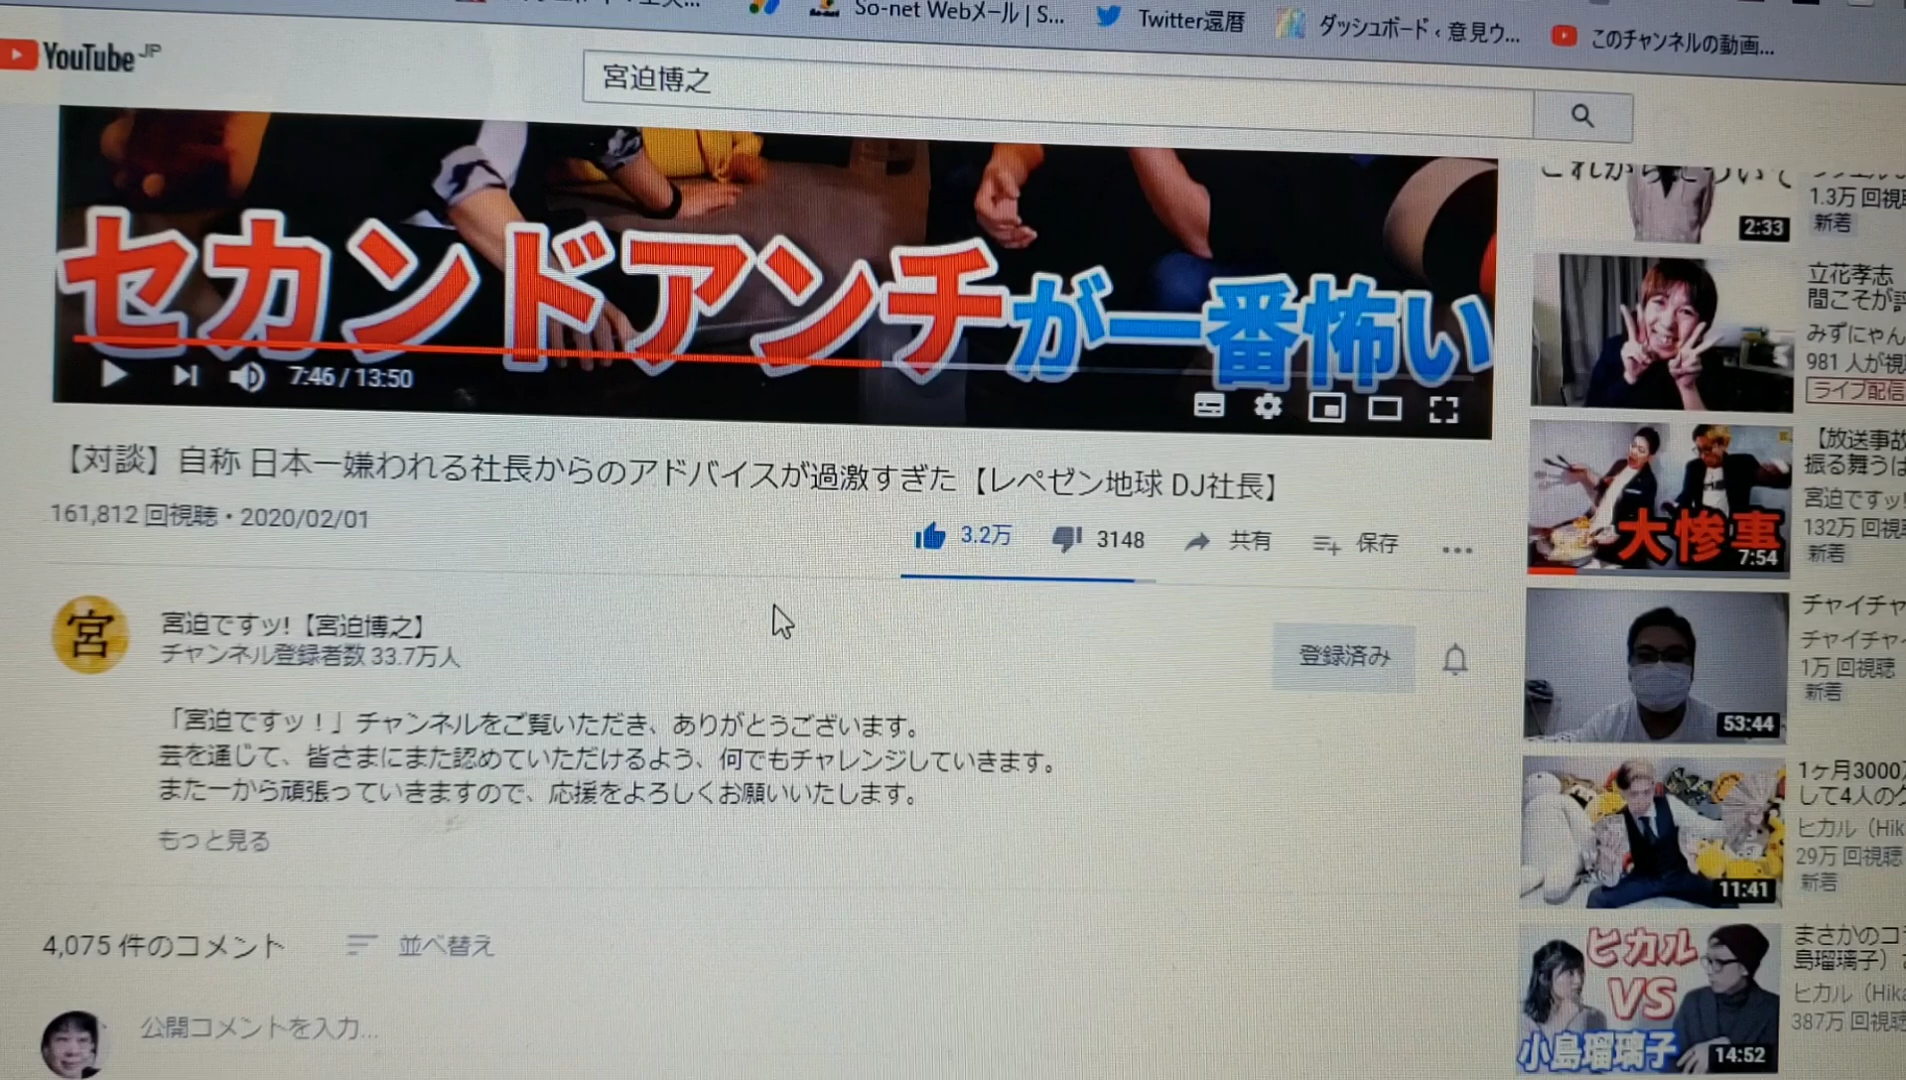 So-net Webメール | S...
Twitter還暦
ダッシュボード ‹ 意見ウ...
このチャンネルの動画...
YouTube JP
宮迫博之
セカンドアンチが一番怖い
7:46 / 13:50
【対談】自称 日本一嫌われる社長からのアドバイスが過激すぎた【レペゼン地球 DJ社長】
161,812 回視聴・2020/02/01
3.2万
3148
共有
保存
宮
宮迫ですッ!【宮迫博之】
チャンネル登録者数 33.7万人
登録済み
「宮迫ですッ！」チャンネルをご覧いただき、ありがとうございます。
芸を通じて、皆さまにまた認めていただけるよう、何でもチャレンジしていきます。
また一から頑張っていきますので、応援をよろしくお願いいたします。
もっと見る
4,075 件のコメント
並べ替え
公開コメントを入力...
2:33
1.3万 回視
新着
立花孝志
間こそが
みずにゃん
981 人が視
ライブ配信
大惨事
7:54
【放送事故
振る舞うは
宮迫ですッ!
132万 回視
新着
53:44
チャイチャ
チャイチャ
1万 回視聴
新着
11:41
1ヶ月3000
して4人の
ヒカル（Hik
29万 回視聴
新着
ヒカル
VS
小島瑠璃子
14:52
まさかのコ
島瑠璃子）
ヒカル（Hika
387万 回視聴